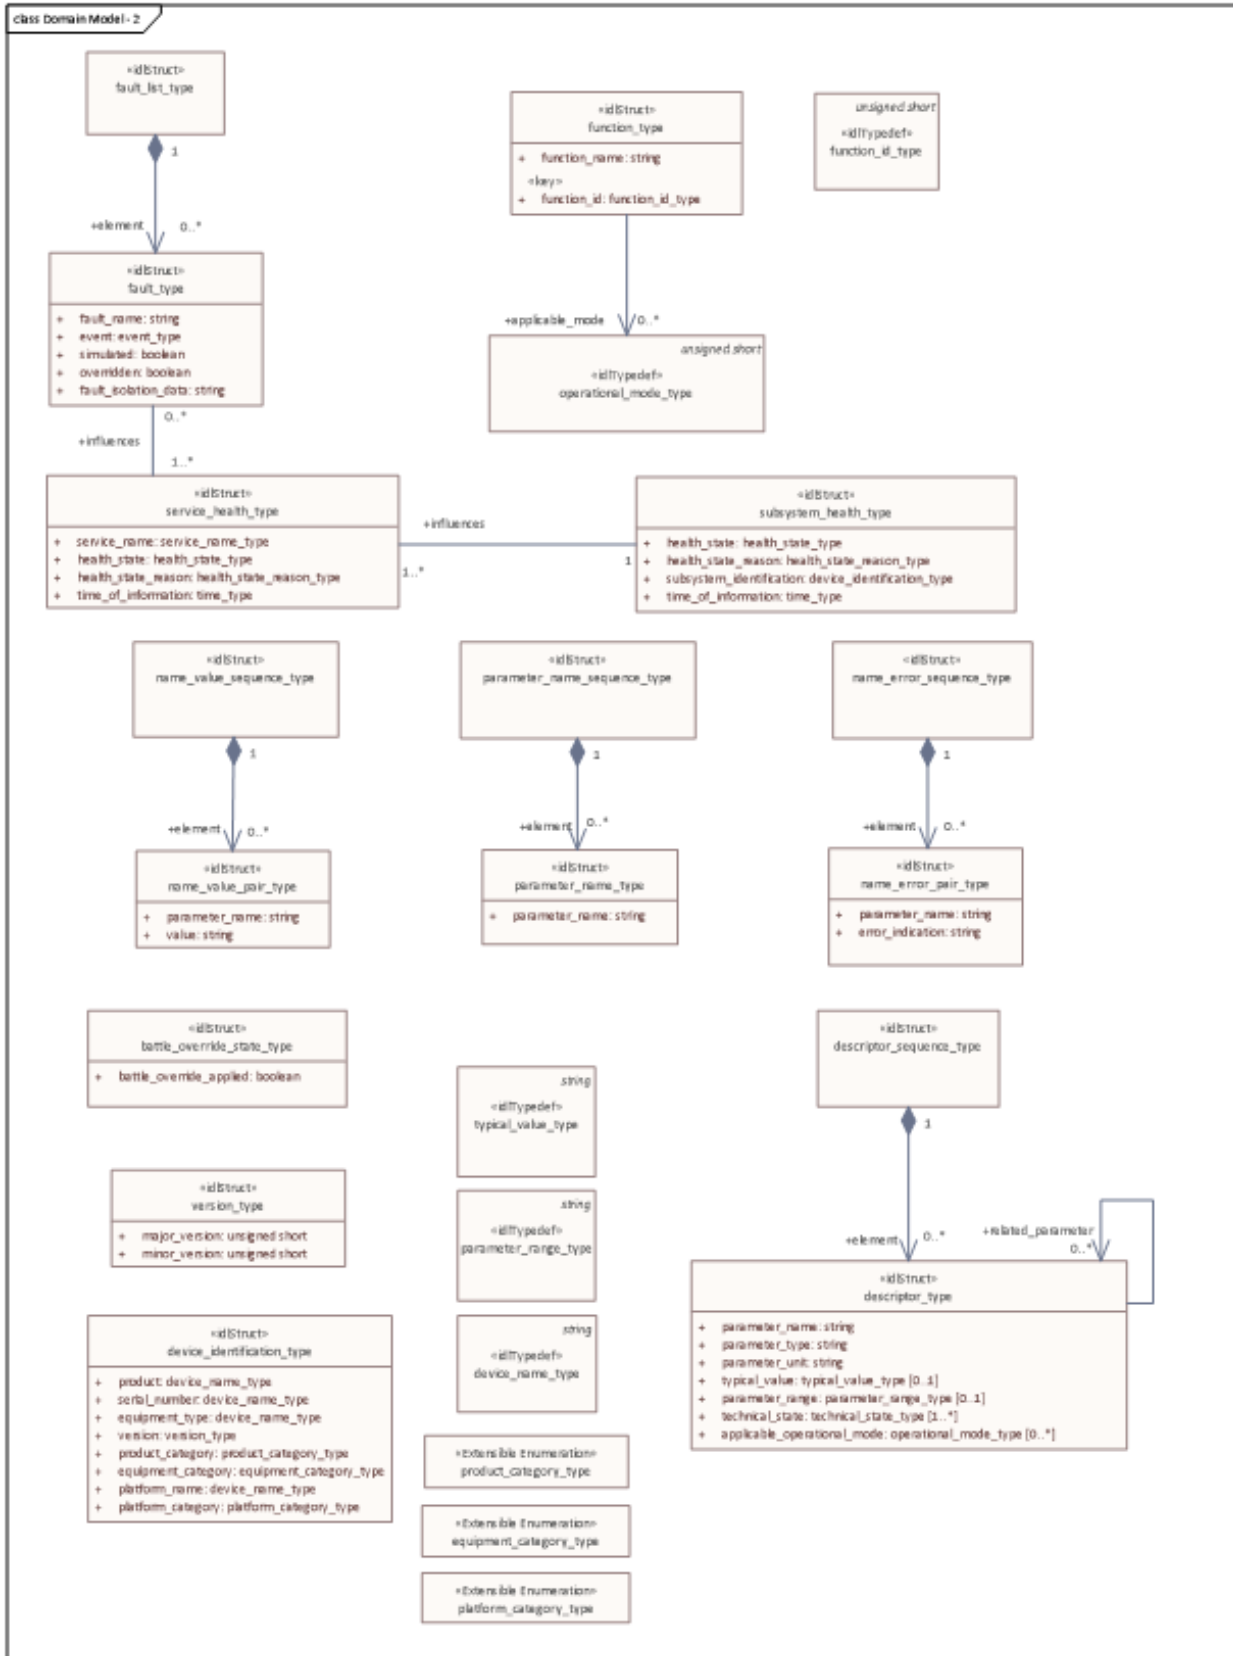 class Domain Model - 2
«idlStruct»
fault_list_type
1
+element
0..*
«idlStruct»
fault_type
+ fault_name: string
+ event: event_type
+ simulated: boolean
+ overridden: boolean
+ fault_isolation_data: string
0..*
+influences
1..*
«idlStruct»
function_type
+ function_name: string
«key»
+ function_id: function_id_type
+applicable_mode
0..*
unsigned short
«idlTypedef»
operational_mode_type
unsigned short
«idlTypedef»
function_id_type
«idlStruct»
service_health_type
+ service_name: service_name_type
+ health_state: health_state_type
+ health_state_reason: health_state_reason_type
+ time_of_information: time_type
+influences
1..*
1
«idlStruct»
subsystem_health_type
+ health_state: health_state_type
+ health_state_reason: health_state_reason_type
+ subsystem_identification: device_identification_type
+ time_of_information: time_type
«idlStruct»
name_value_sequence_type
1
+element
0..*
«idlStruct»
name_value_pair_type
+ parameter_name: string
+ value: string
«idlStruct»
parameter_name_sequence_type
1
+element
0..*
«idlStruct»
parameter_name_type
+ parameter_name: string
«idlStruct»
name_error_sequence_type
1
+element
0..*
«idlStruct»
name_error_pair_type
+ parameter_name: string
+ error_indication: string
«idlStruct»
battle_override_state_type
+ battle_override_applied: boolean
«idlStruct»
version_type
+ major_version: unsigned short
+ minor_version: unsigned short
«idlStruct»
device_identification_type
+ product: device_name_type
+ serial_number: device_name_type
+ equipment_type: device_name_type
+ version: version_type
+ product_category: product_category_type
+ equipment_category: equipment_category_type
+ platform_name: device_name_type
+ platform_category: platform_category_type
string
«idlTypedef»
typical_value_type
string
«idlTypedef»
parameter_range_type
string
«idlTypedef»
device_name_type
«Extensible Enumeration»
product_category_type
«Extensible Enumeration»
equipment_category_type
«Extensible Enumeration»
platform_category_type
«idlStruct»
descriptor_sequence_type
1
+element
0..*
+related_parameter
0..*
«idlStruct»
descriptor_type
+ parameter_name: string
+ parameter_type: string
+ parameter_unit: string
+ typical_value: typical_value_type [0..1]
+ parameter_range: parameter_range_type [0..1]
+ technical_state: technical_state_type [1..*]
+ applicable_operational_mode: operational_mode_type [0..*]